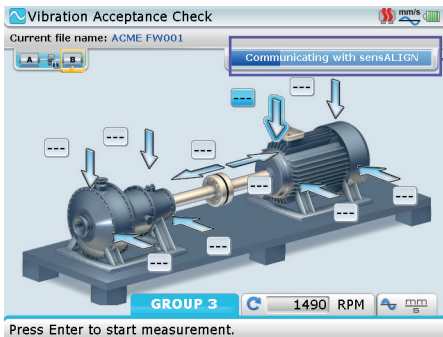 Vibration Acceptance Check
mm/s
Current file name: ACME FW001
A B
Communicating with sensALIGN
---
---
---
---
---
---
---
---
---
---
GROUP 3 1490 RPM mm/s
Press Enter to start measurement.